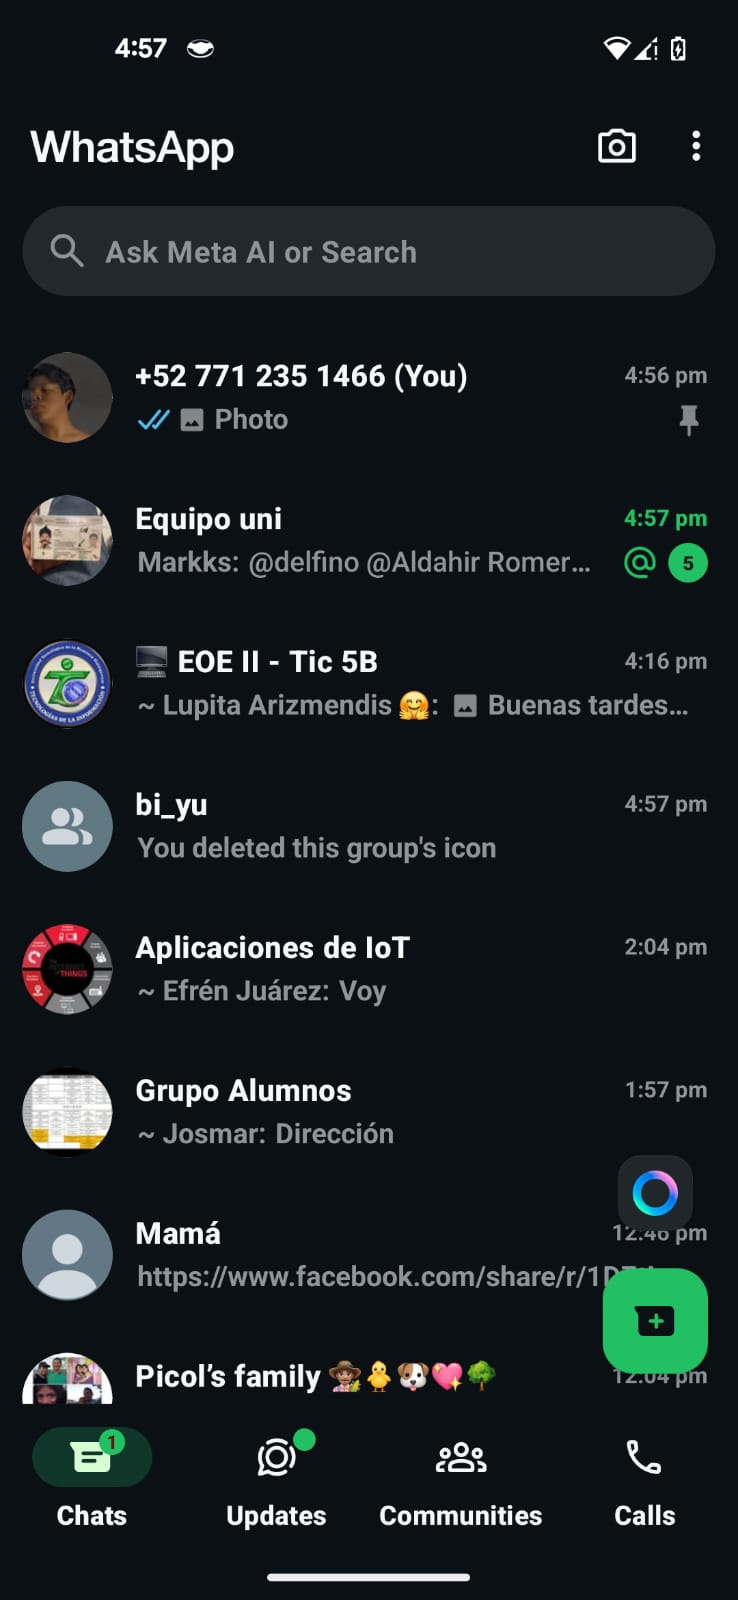 4:57
WhatsApp
Ask Meta AI or Search
+52 771 235 1466 (You)
4:56 pm
Photo
Equipo uni
4:57 pm
Markks: @delfino @Aldahir Romer...
@ 5
🖥️ EOE II - Tic 5B
4:16 pm
~ Lupita Arizmendis 🤗: Buenas tardes...
bi_yu
4:57 pm
You deleted this group's icon
Aplicaciones de IoT
2:04 pm
~ Efrén Juárez: Voy
Grupo Alumnos
1:57 pm
~ Josmar: Dirección
Mamá
12:46 pm
https://www.facebook.com/share/r/1
Picol's family 👩🏽‍🌾🐥🐶💖🌳
12:04 pm
1
Chats
Updates
Communities
Calls